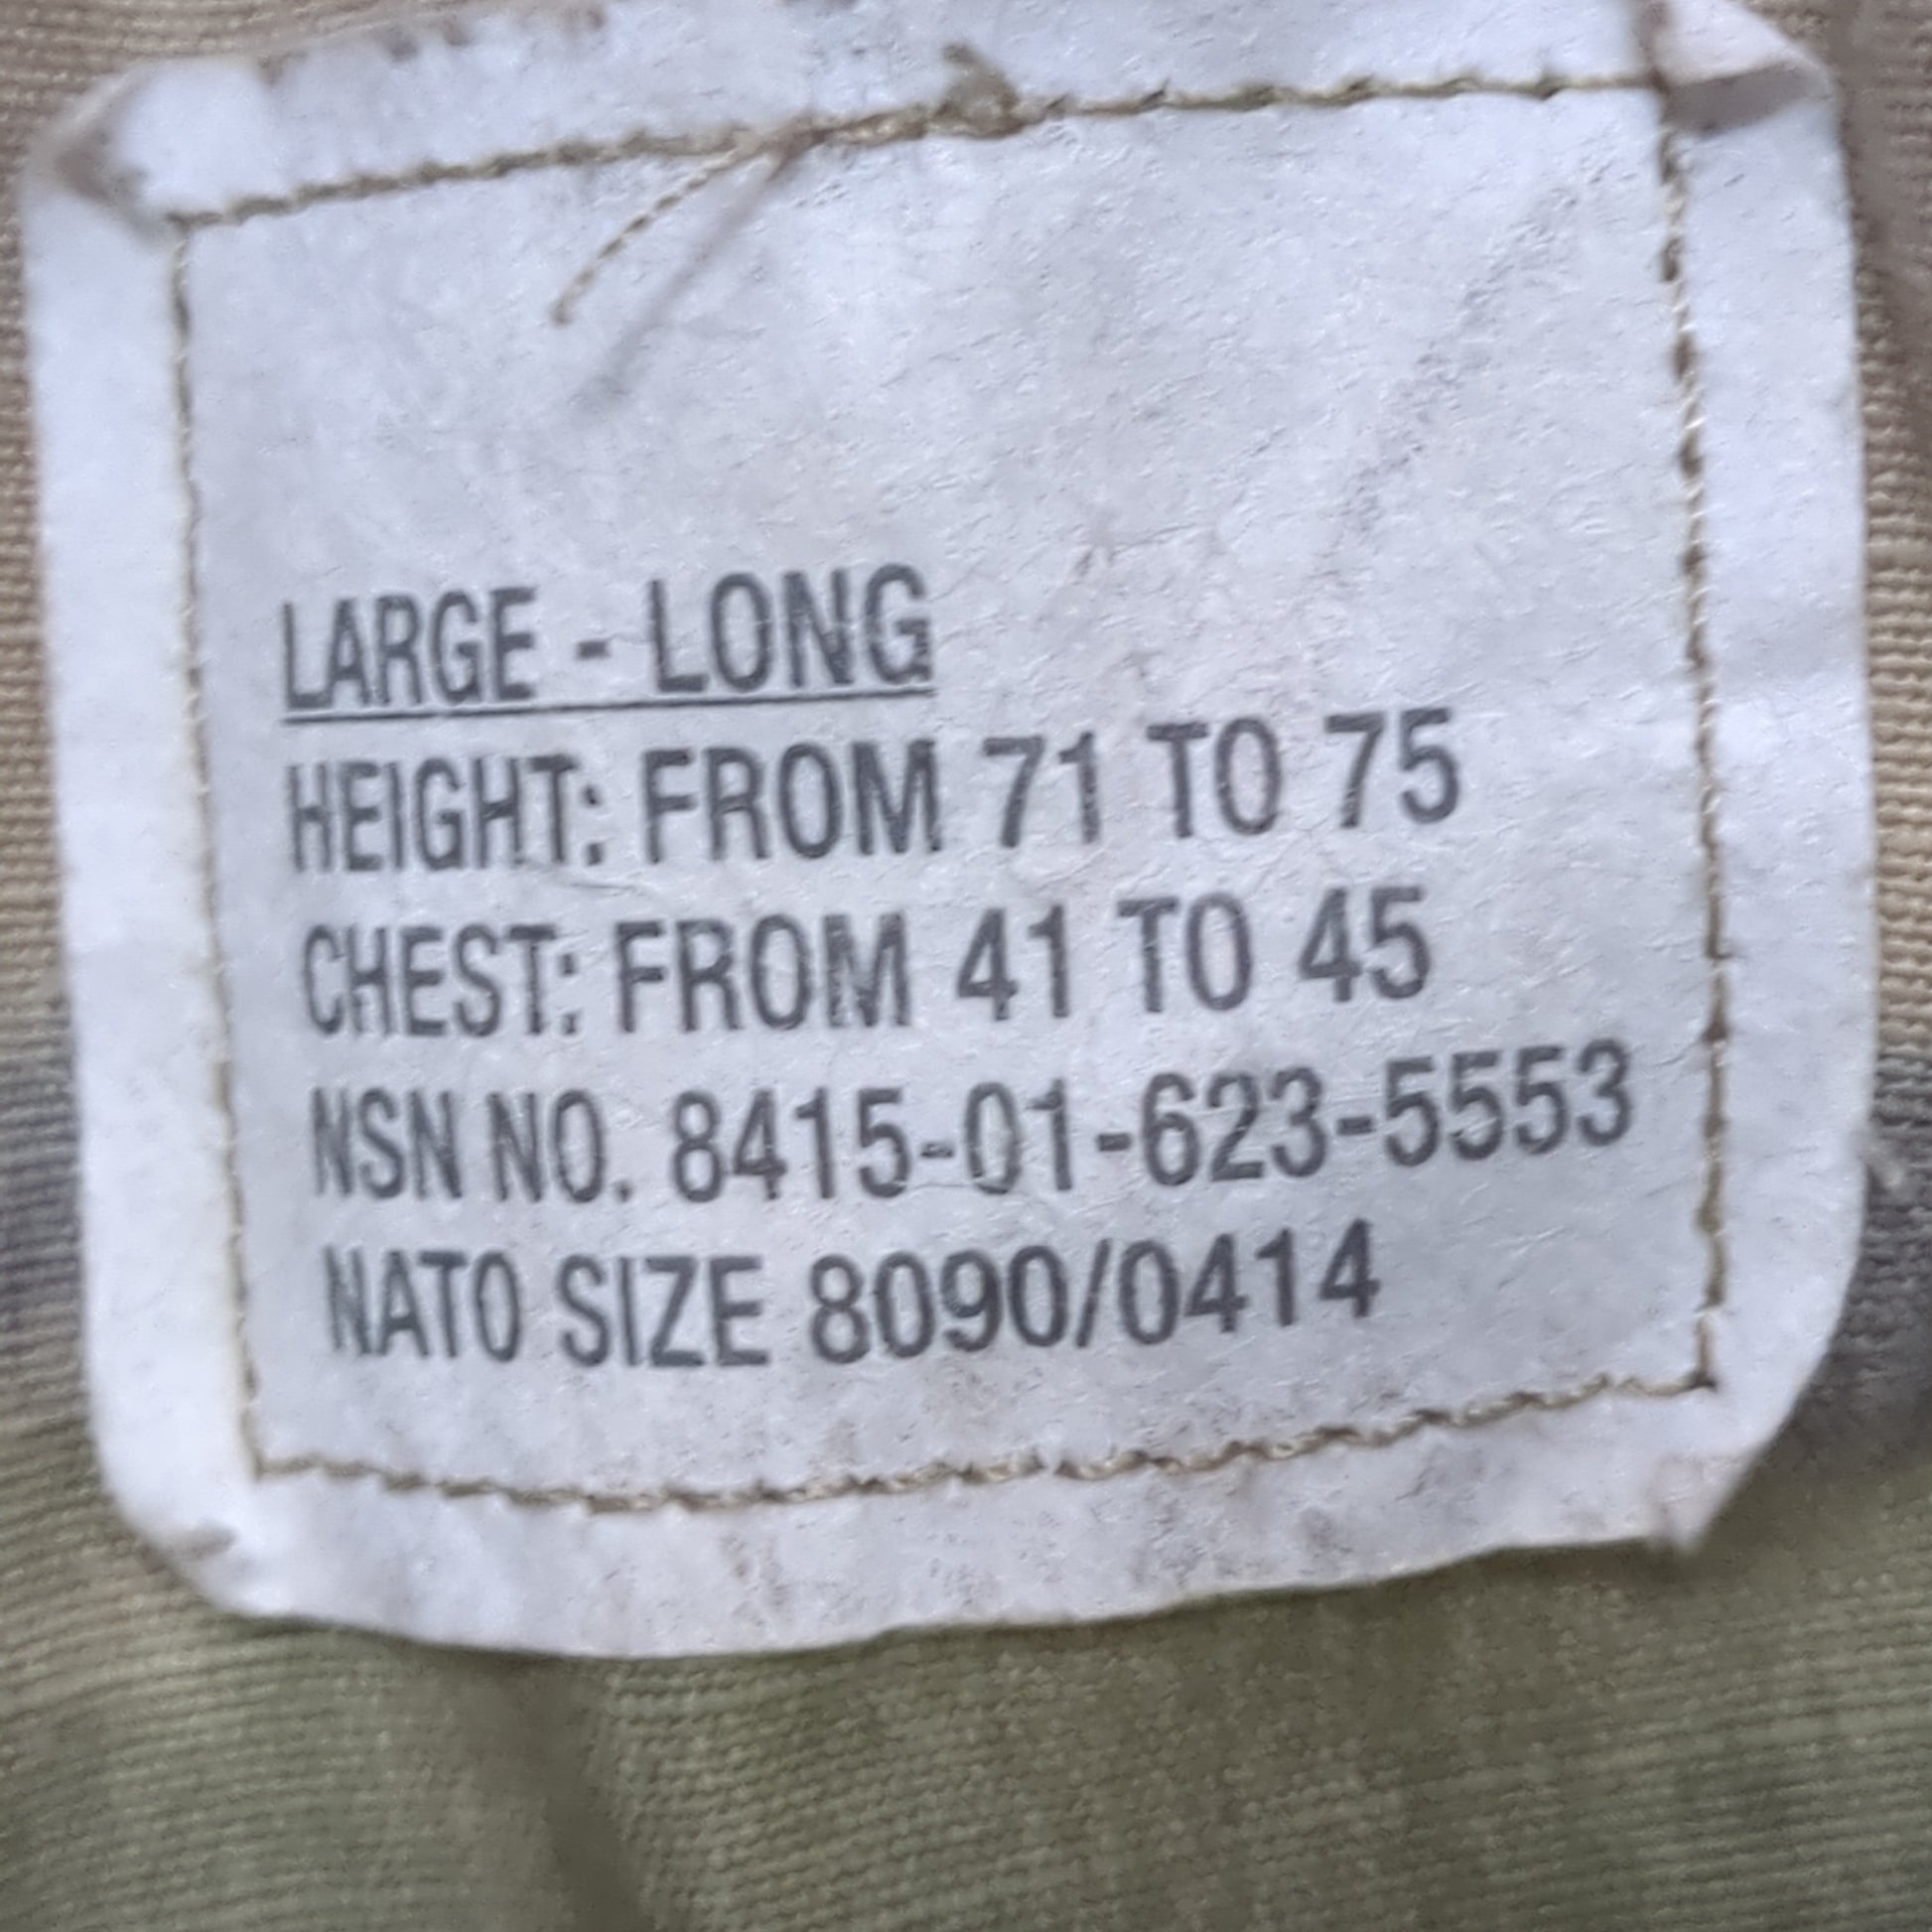 LARGE - LONG
HEIGHT: FROM 71 TO 75
CHEST: FROM 41 TO 45
NSN NO. 8415-01-623-5553
NATO SIZE 8090/0414